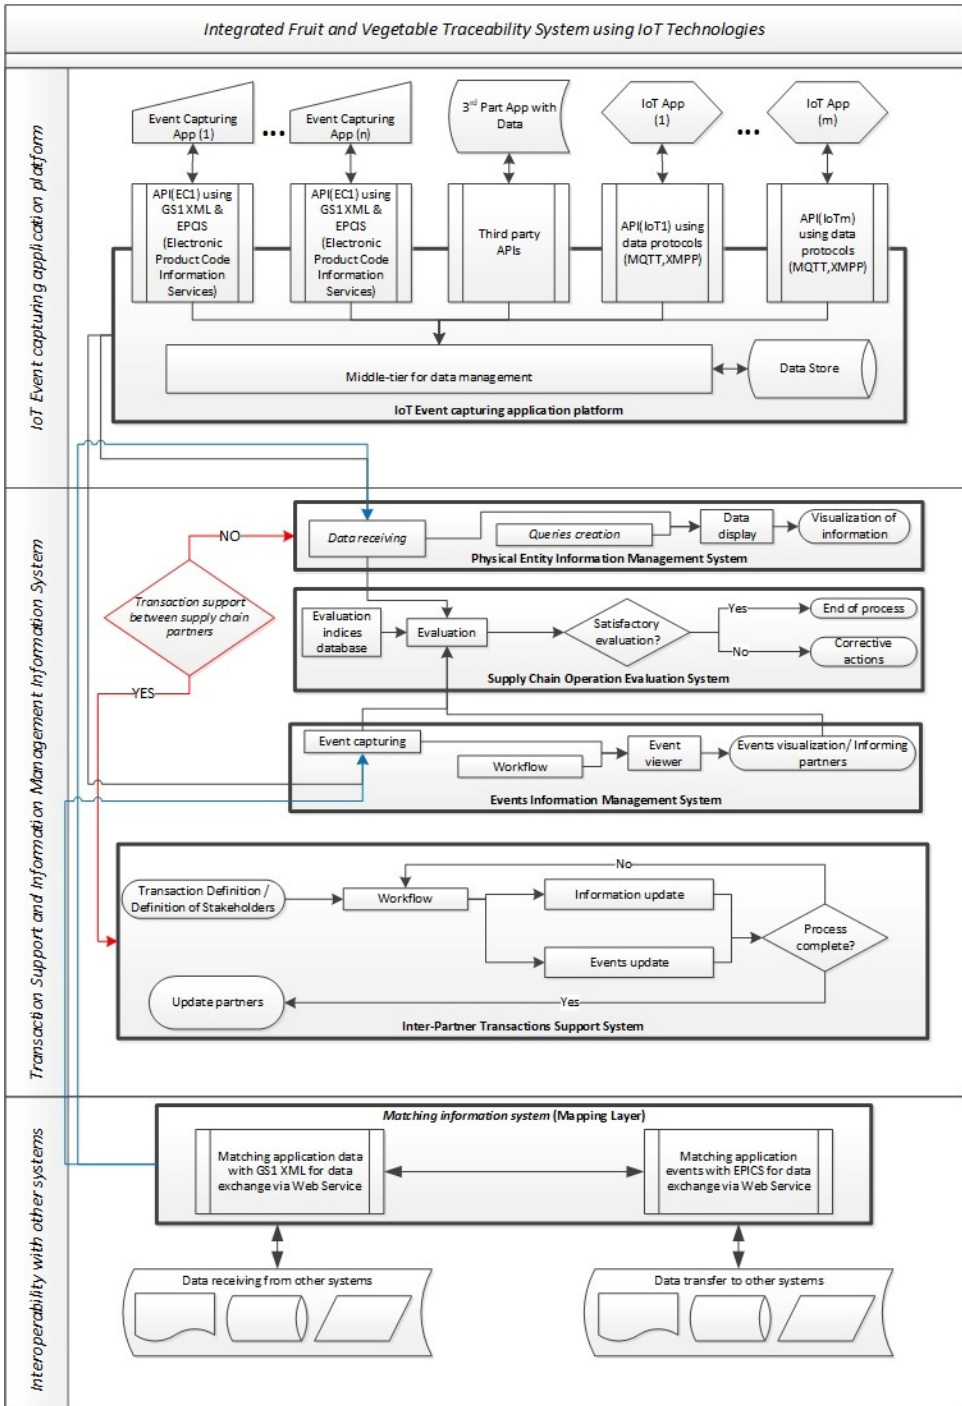 Integrated Fruit and Vegetable Traceability System using IoT Technologies
IoT Event capturing application platform
Event Capturing
App (1)
...
Event Capturing
App (n)
3rd Part App with
Data
IoT App
(1)
...
IoT App
(m)
API(EC1) using
GS1 XML &
EPCIS
(Electronic
Product Code
Information
Services)
API(EC1) using
GS1 XML &
EPCIS
(Electronic
Product Code
Information
Services)
Third party
APIs
API(IoT1) using
data protocols
(MQTT,XMPP)
API(IoTm)
using data
protocols
(MQTT,XMPP)
Middle-tier for data management
Data Store
IoT Event capturing application platform
Transaction Support and Information Management Information System
NO
Transaction support
between supply chain
partners
YES
Data receiving
Queries creation
Data
display
Visualization of
information
Physical Entity Information Management System
Evaluation
indices
database
Evaluation
Satisfactory
evaluation?
Yes
End of process
No
Corrective
actions
Supply Chain Operation Evaluation System
Event capturing
Workflow
Event
viewer
Events visualization/ Informing
partners
Events Information Management System
No
Transaction Definition /
Definition of Stakeholders
Workflow
Information update
Events update
Process
complete?
Yes
Update partners
Inter-Partner Transactions Support System
Interoperability with other systems
Matching information system (Mapping Layer)
Matching application data
with GS1 XML for data
exchange via Web Service
Matching application
events with EPICS for data
exchange via Web Service
Data receiving from other systems
Data transfer to other systems